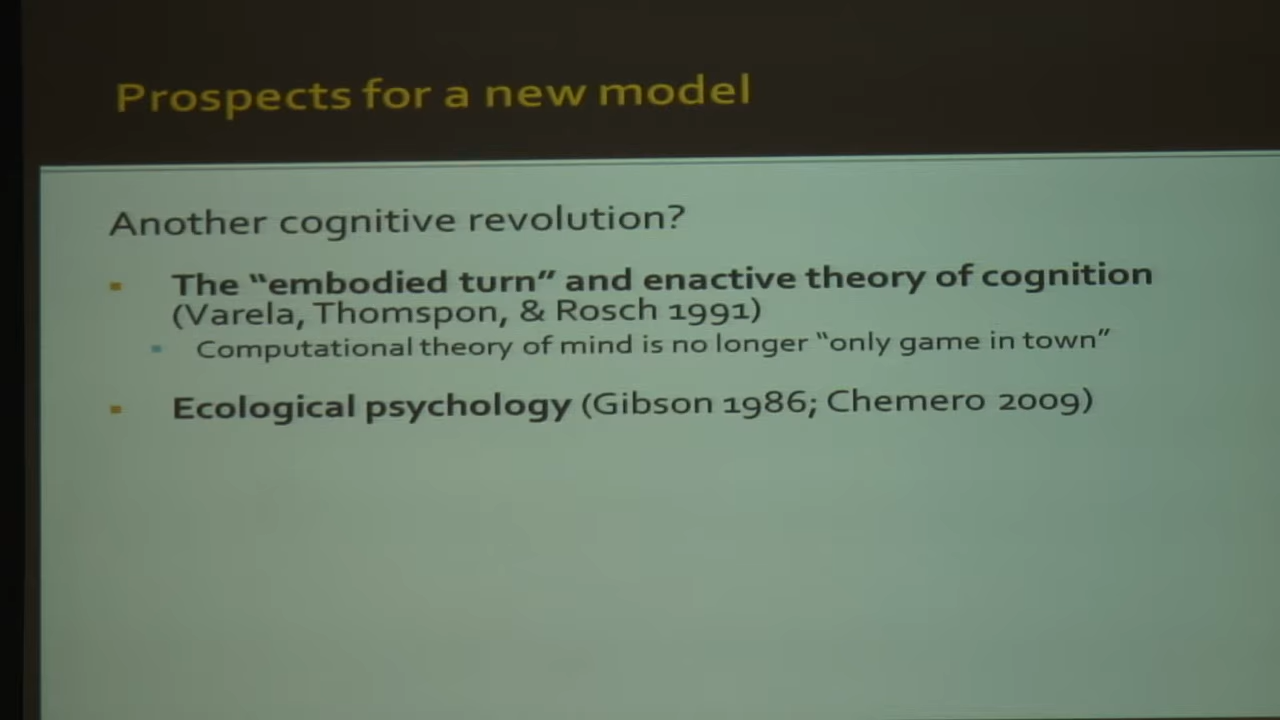 Prospects for a new model
Another cognitive revolution?
The “embodied turn” and enactive theory of cognition
(Varela, Thomspon, & Rosch 1991)
Computational theory of mind is no longer “only game in town”
Ecological psychology (Gibson 1986; Chemero 2009)